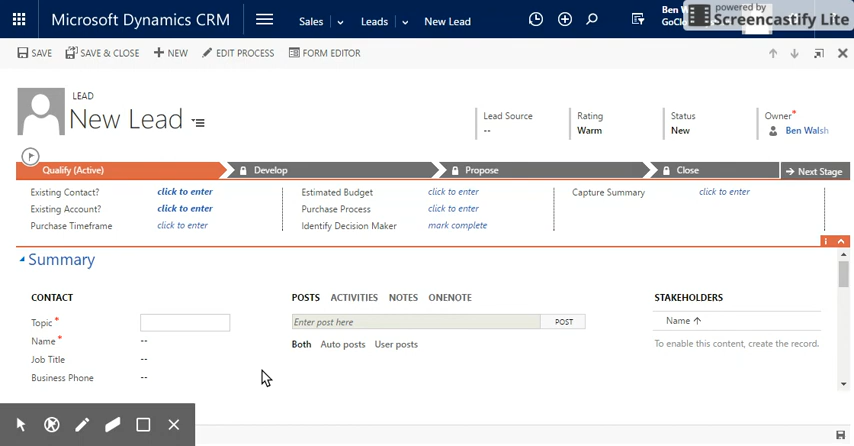 Microsoft Dynamics CRM Sales Leads New Lead
Ben W
GoCle
powered by
Screencastify Lite
SAVE SAVE & CLOSE NEW EDIT PROCESS FORM EDITOR
LEAD
New Lead
Lead Source Rating Status Owner*
-- Warm New Ben Walsh
Qualify (Active) Develop Propose Close Next Stage
Existing Contact? click to enter Estimated Budget click to enter Capture Summary click to enter
Existing Account? click to enter Purchase Process click to enter
Purchase Timeframe click to enter Identify Decision Maker mark complete
Summary
CONTACT POSTS ACTIVITIES NOTES ONENOTE STAKEHOLDERS
Topic* Enter post here POST Name ↑
Name* -- Both Auto posts User posts To enable this content, create the record.
Job Title --
Business Phone --